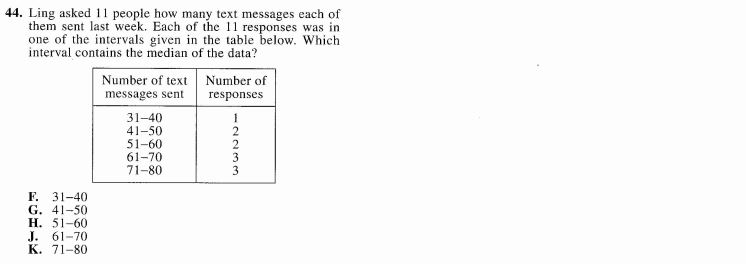 44. Ling asked 11 people how many text messages each of
them sent last week. Each of the 11 responses was in
one of the intervals given in the table below. Which
interval contains the median of the data?
Number of text messages sent | Number of responses
31–40 1
41–50 2
51–60 2
61–70 3
71–80 3
F. 31–40
G. 41–50
H. 51–60
J. 61–70
K. 71–80